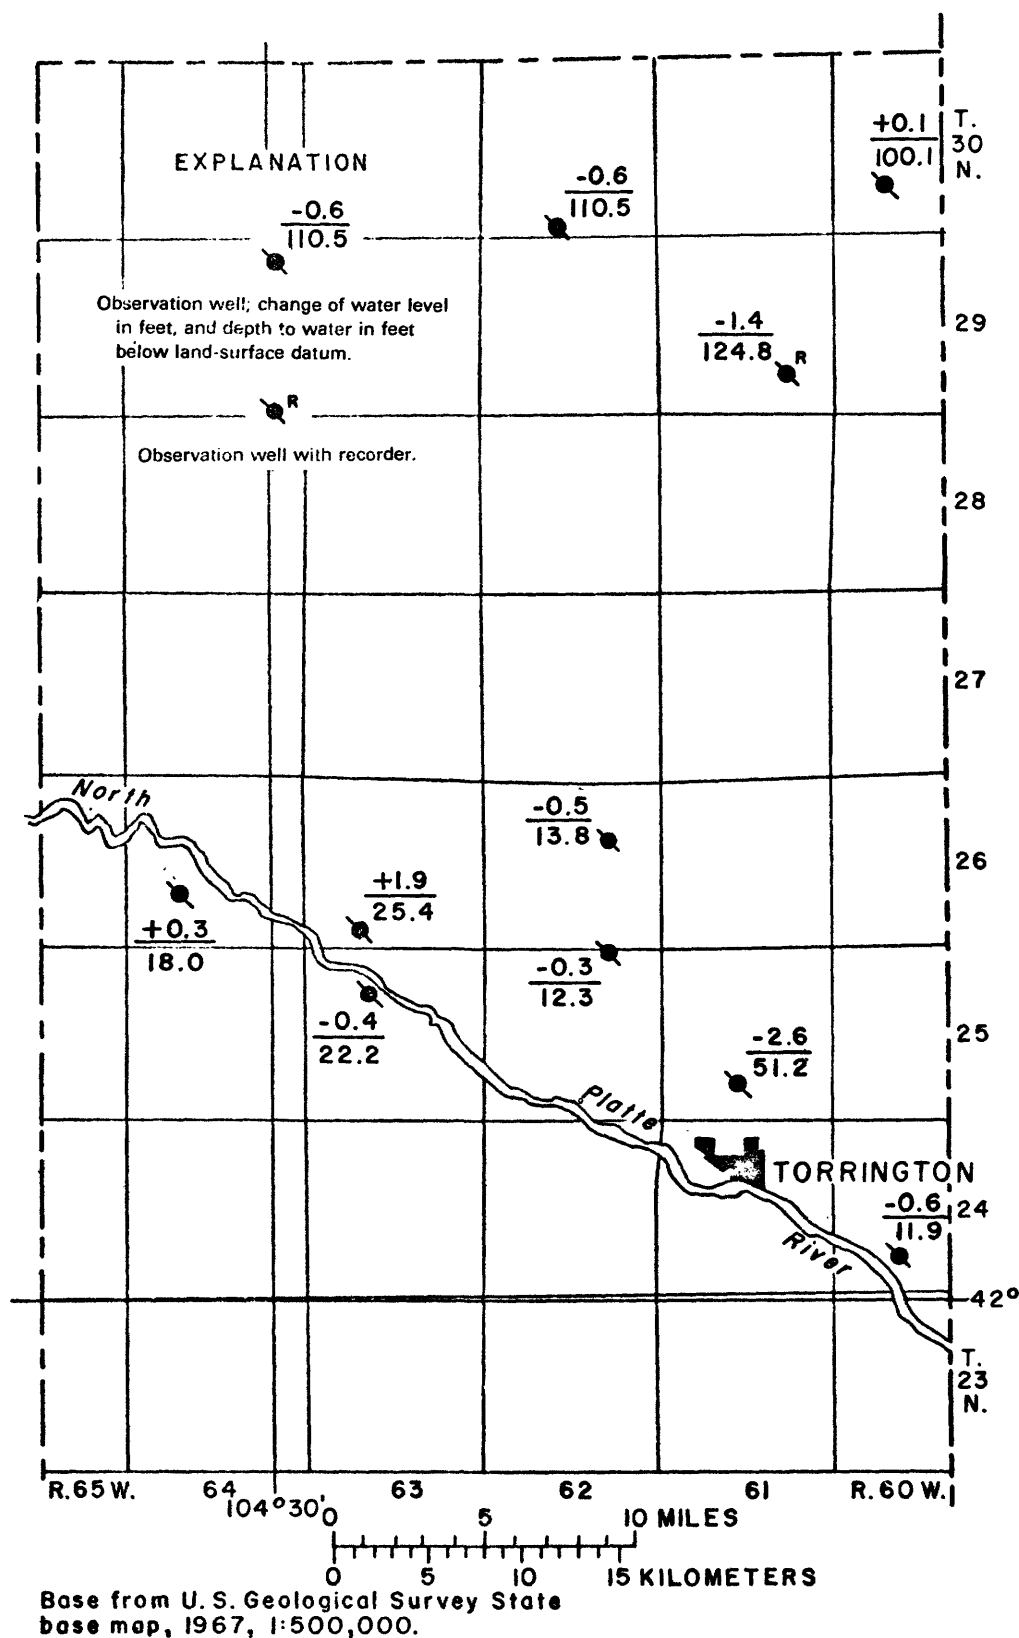 T.
30
N.
+0.1
100.1
EXPLANATION
-0.6
110.5
-0.6
110.5
Observation well; change of water level
in feet, and depth to water in feet
below land-surface datum.
29
-1.4
124.8
R
R
Observation well with recorder.
28
27
North
-0.5
13.8
26
+1.9
25.4
+0.3
18.0
-0.3
12.3
-0.4
22.2
25
-2.6
51.2
Platte
TORRINGTON
-0.6
11.9
24
River
42°
T.
23
N.
R.65 W.
64
63
62
61
R.60 W.
104°30'
0 5 10 MILES
0 5 10 15 KILOMETERS
Base from U.S. Geological Survey State
base map, 1967, 1:500,000.